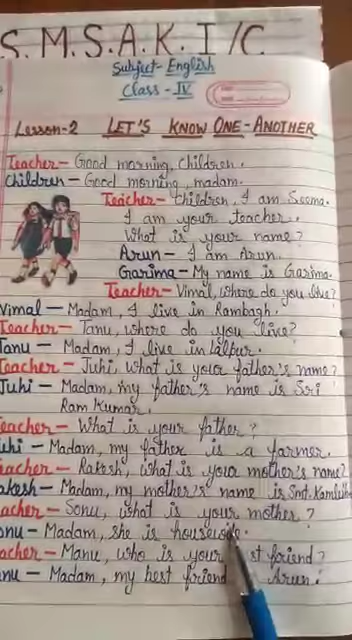 S. M. S. A. K. I/C
Subject- English
Class - IV
Lesson-2 LET'S KNOW ONE-ANOTHER
Teacher- Good morning, Children.
Children - Good morning, madam.
Teacher- Children, I am Seema.
I am your teacher.
What is your name?
Arun - I am Arun.
Garima - My name is Garima.
Teacher- Vimal, where do you live?
Vimal - Madam, I live in Rambagh.
Teacher - Tanu, where do you live?
Tanu - Madam, I live in Lalpur.
Teacher - Juhi, what is your father's name?
Juhi - Madam, my father's name is Sri
Ram Kumar.
eacher - What is your father?
uhi - Madam, my father is a farmer.
eacher - Rakesh, what is your mother's name?
akesh - Madam, my mother's name is Smt.
acher - Sonu, what is your mother?
onu - Madam, she is housewife.
acher - Manu, who is your st friend?
nu - Madam, my best friend Arun.